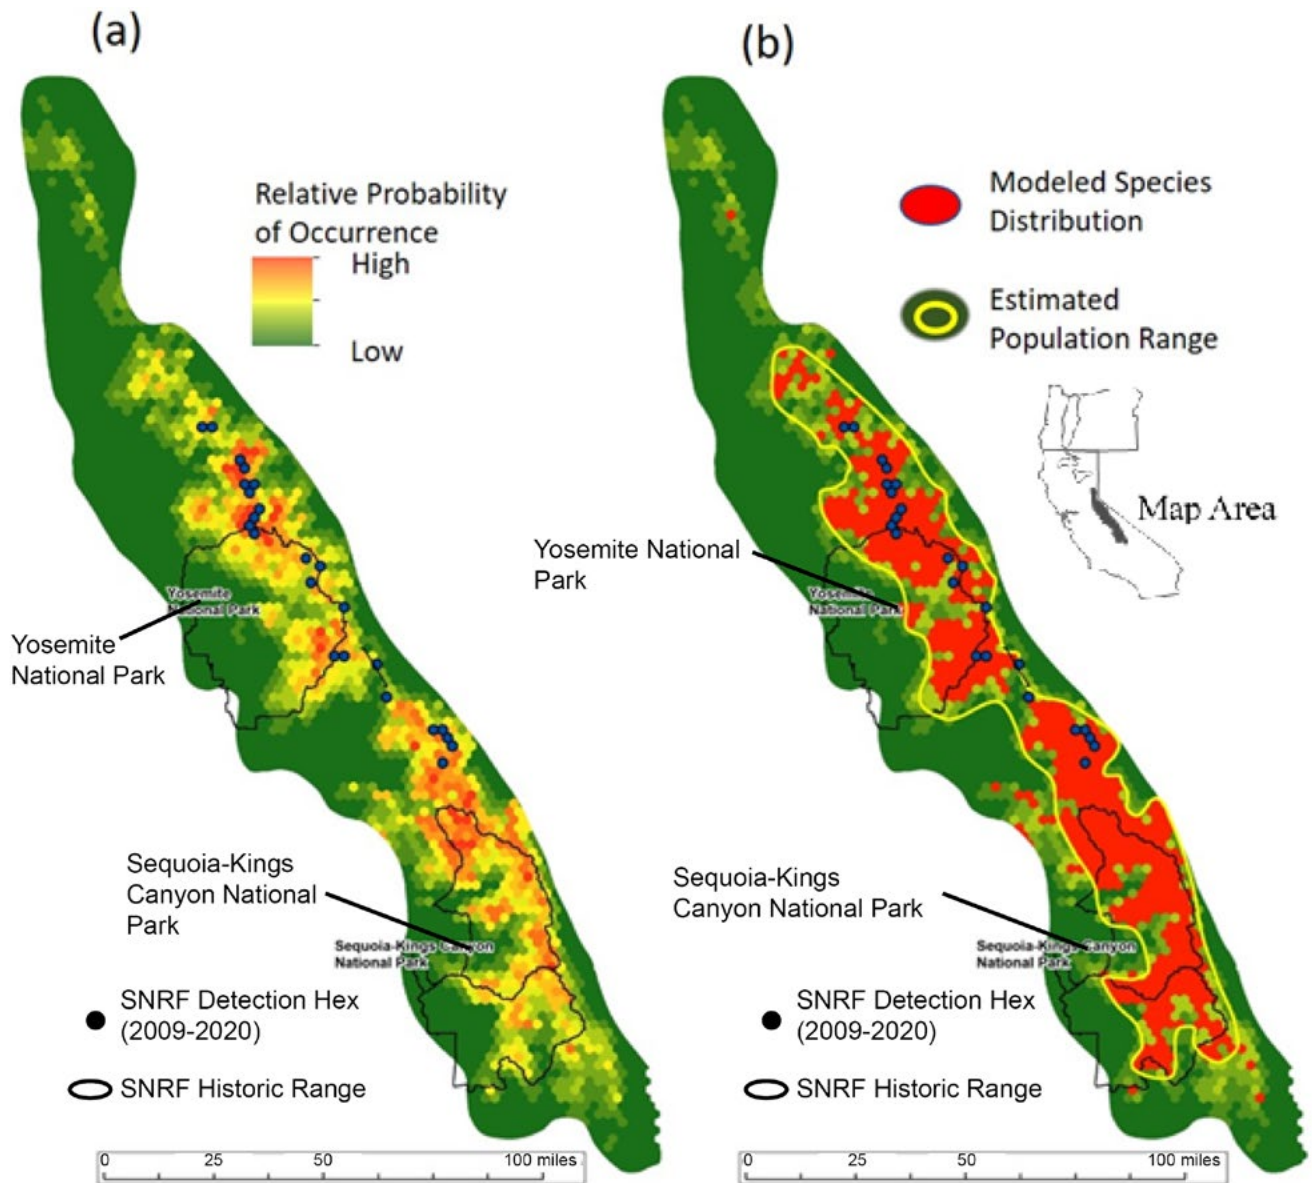 (a)
(b)
Relative Probability
of Occurrence
High
Low
Modeled Species
Distribution
Estimated
Population Range
Map Area
Yosemite National
Park
Yosemite
National Park
Yosemite
National Park
Yosemite
National Park
Sequoia-Kings
Canyon National
Park
Sequoia-Kings
Canyon National Park
Sequoia-Kings Canyon
National Park
Sequoia-Kings Canyon
National Park
SNRF Detection Hex
(2009-2020)
SNRF Historic Range
SNRF Detection Hex
(2009-2020)
SNRF Historic Range
0 25 50 100 miles
0 25 50 100 miles